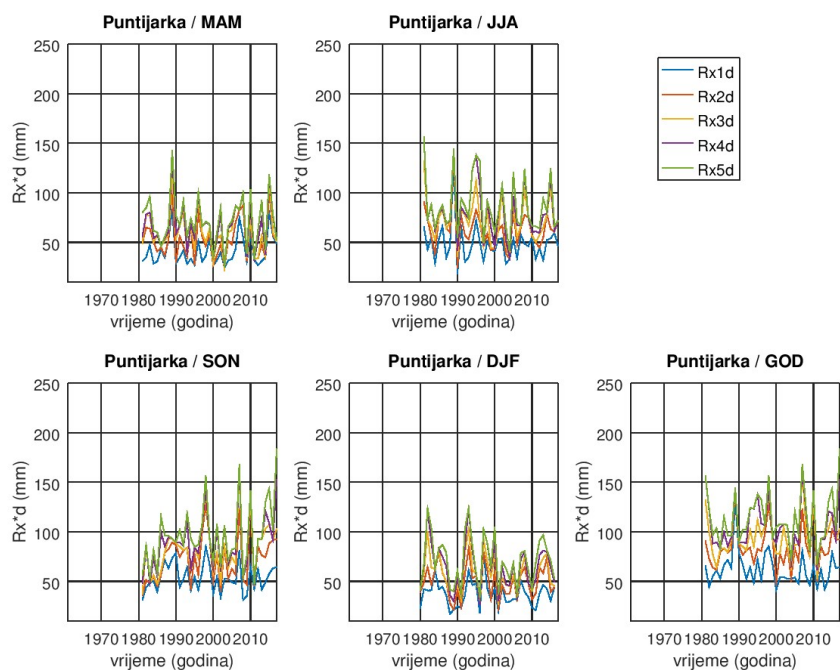 Puntijarka / MAM
250
200
150
100
50
Rx*d (mm)
1970 1980 1990 2000 2010
vrijeme (godina)
Puntijarka / JJA
250
200
150
100
50
Rx*d (mm)
1970 1980 1990 2000 2010
vrijeme (godina)
Rx1d
Rx2d
Rx3d
Rx4d
Rx5d
Puntijarka / SON
250
200
150
100
50
Rx*d (mm)
1970 1980 1990 2000 2010
vrijeme (godina)
Puntijarka / DJF
250
200
150
100
50
Rx*d (mm)
1970 1980 1990 2000 2010
vrijeme (godina)
Puntijarka / GOD
250
200
150
100
50
Rx*d (mm)
1970 1980 1990 2000 2010
vrijeme (godina)